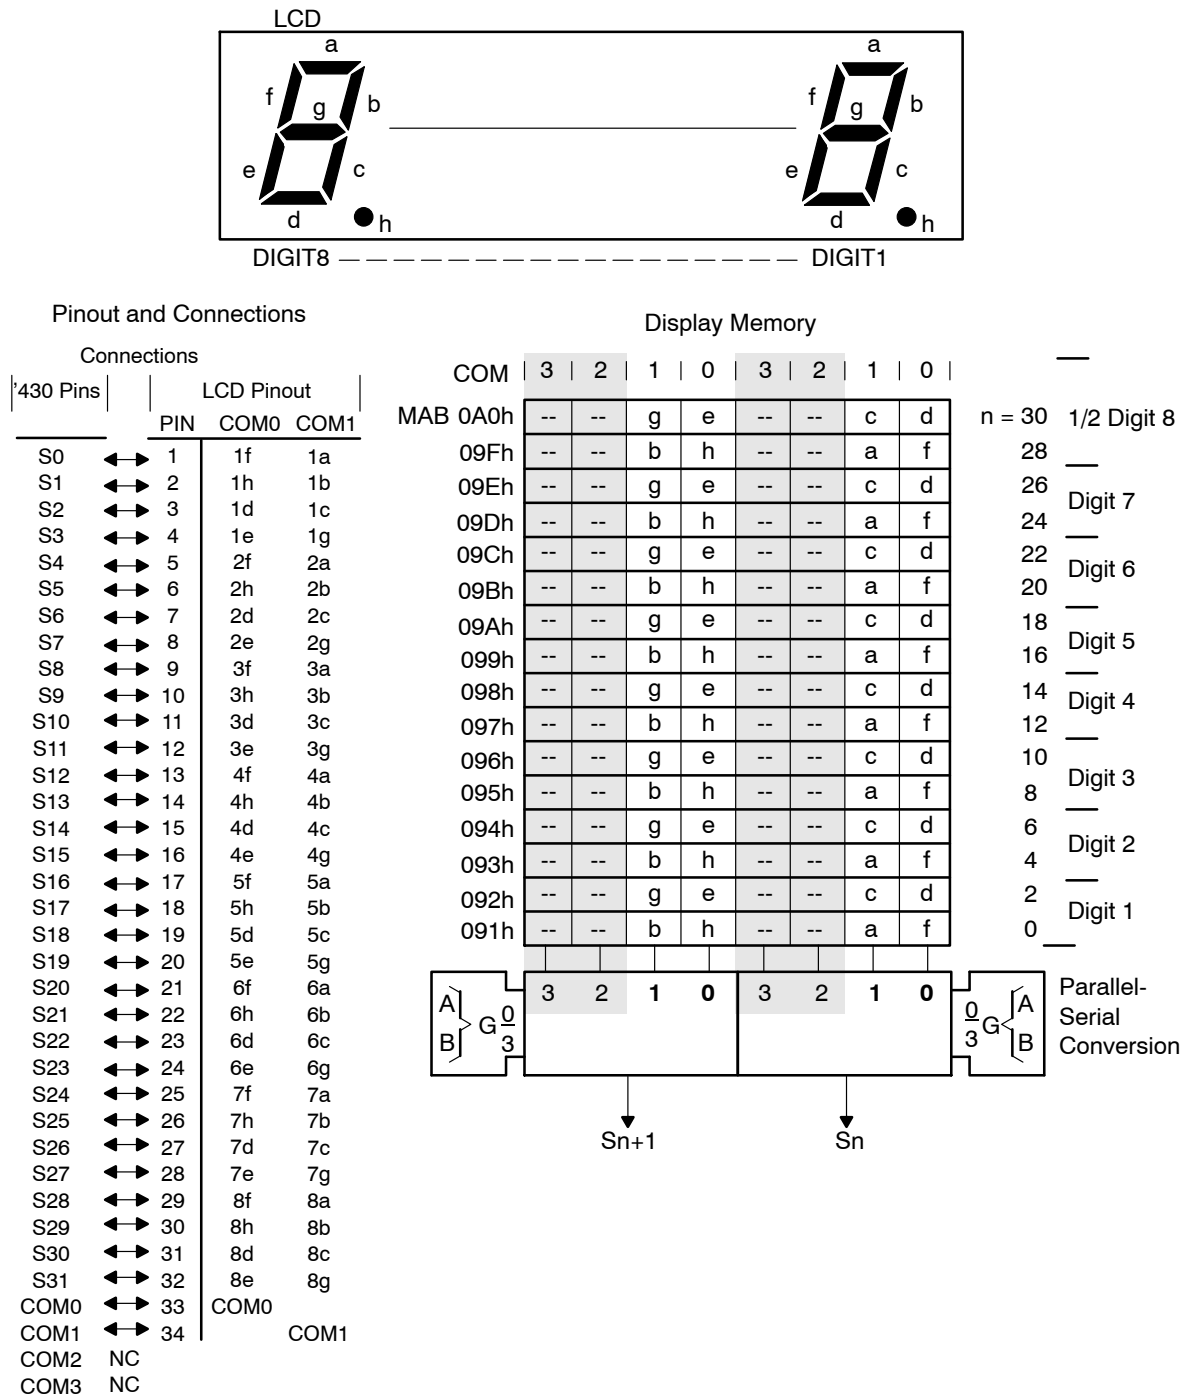 LCD
a
a
f
g
b
f
g
b
e
c
e
c
d
h
d
h
DIGIT8
DIGIT1
Pinout and Connections
Connections
'430 Pins LCD Pinout
PIN COM0 COM1
S0 1 1f 1a
S1 2 1h 1b
S2 3 1d 1c
S3 4 1e 1g
S4 5 2f 2a
S5 6 2h 2b
S6 7 2d 2c
S7 8 2e 2g
S8 9 3f 3a
S9 10 3h 3b
S10 11 3d 3c
S11 12 3e 3g
S12 13 4f 4a
S13 14 4h 4b
S14 15 4d 4c
S15 16 4e 4g
S16 17 5f 5a
S17 18 5h 5b
S18 19 5d 5c
S19 20 5e 5g
S20 21 6f 6a
S21 22 6h 6b
S22 23 6d 6c
S23 24 6e 6g
S24 25 7f 7a
S25 26 7h 7b
S26 27 7d 7c
S27 28 7e 7g
S28 29 8f 8a
S29 30 8h 8b
S30 31 8d 8c
S31 32 8e 8g
COM0 33 COM0
COM1 34 COM1
COM2 NC
COM3 NC
Display Memory
COM 3 2 1 0 3 2 1 0
MAB 0A0h -- -- g e -- -- c d n = 30 1/2 Digit 8
09Fh -- -- b h -- -- a f 28
09Eh -- -- g e -- -- c d 26
Digit 7
09Dh -- -- b h -- -- a f 24
09Ch -- -- g e -- -- c d 22
Digit 6
09Bh -- -- b h -- -- a f 20
09Ah -- -- g e -- -- c d 18
Digit 5
099h -- -- b h -- -- a f 16
098h -- -- g e -- -- c d 14
Digit 4
097h -- -- b h -- -- a f 12
096h -- -- g e -- -- c d 10
Digit 3
095h -- -- b h -- -- a f 8
094h -- -- g e -- -- c d 6
Digit 2
093h -- -- b h -- -- a f 4
092h -- -- g e -- -- c d 2
Digit 1
091h -- -- b h -- -- a f 0
3 2 1 0 3 2 1 0
A
B
G
0
3
0
3
G
A
B
Parallel-
Serial
Conversion
Sn+1
Sn